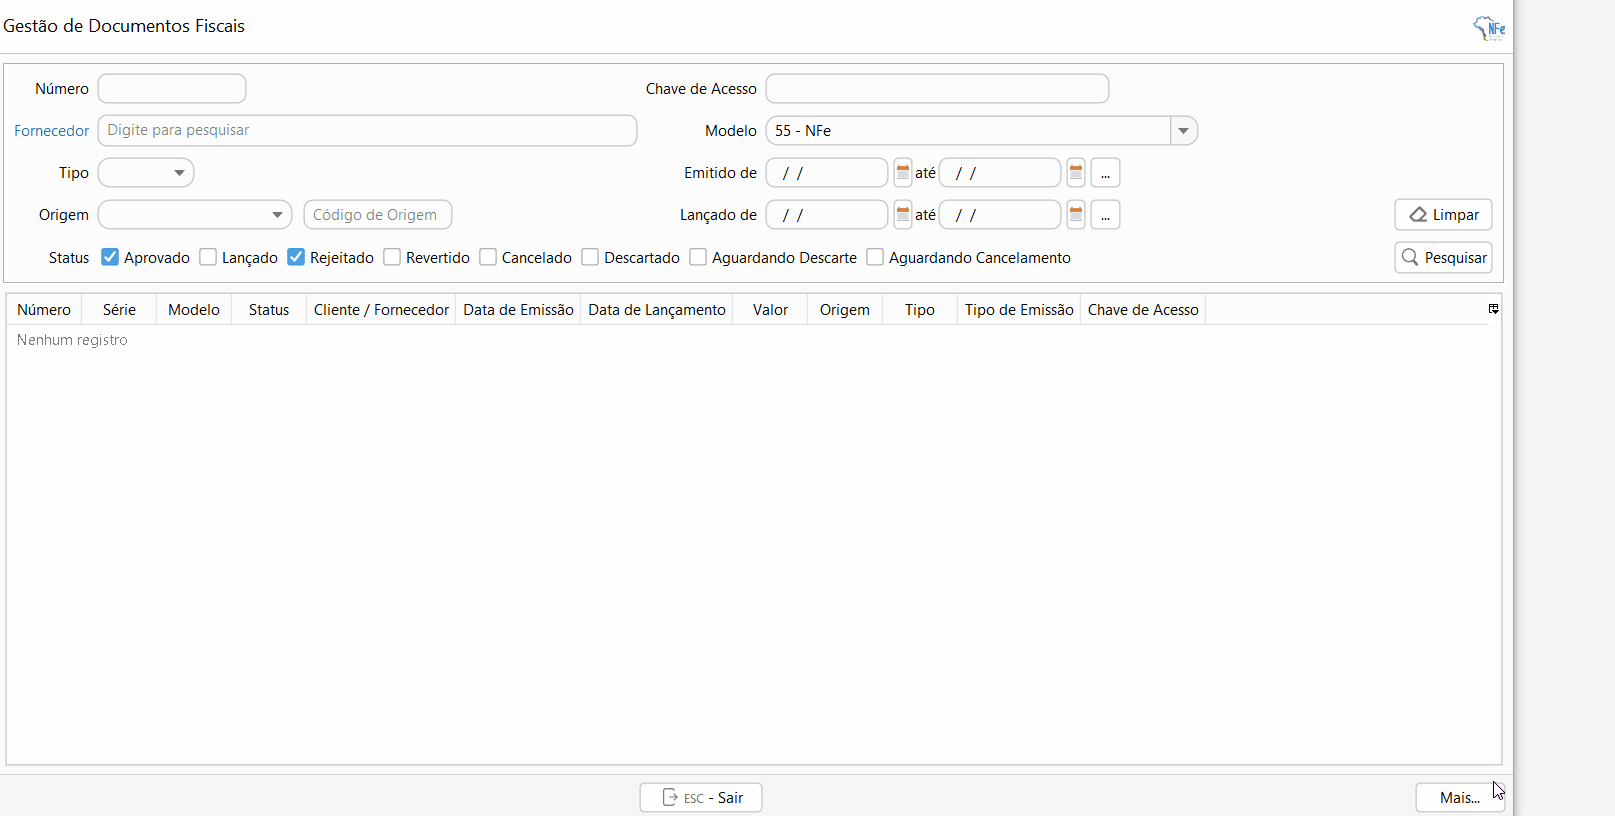 Gestão de Documentos Fiscais
NFe
Número
Chave de Acesso
Fornecedor Digite para pesquisar
Modelo 55 - NFe
Tipo
Emitido de / / até / / ...
Origem Código de Origem
Lançado de / / até / / ...
Limpar
Status Aprovado Lançado Rejeitado Revertido Cancelado Descartado Aguardando Descarte Aguardando Cancelamento
Pesquisar
Número Série Modelo Status Cliente / Fornecedor Data de Emissão Data de Lançamento Valor Origem Tipo Tipo de Emissão Chave de Acesso
Nenhum registro
ESC - Sair
Mais...